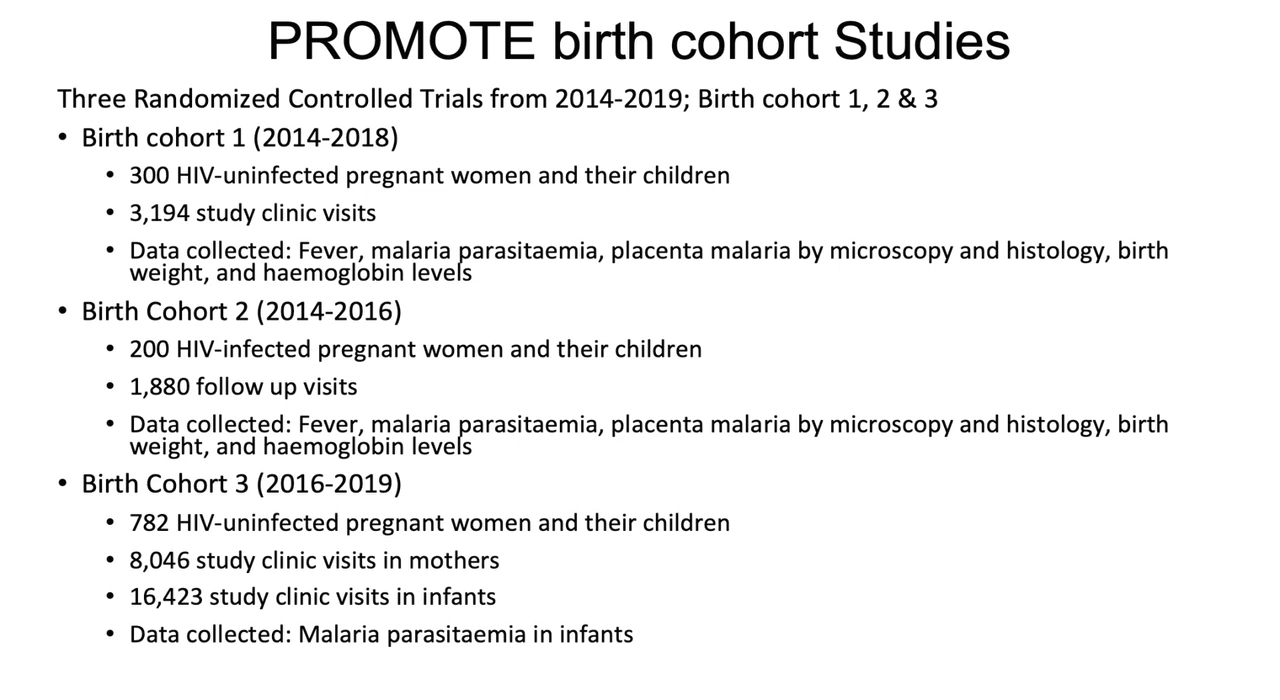 PROMOTE birth cohort Studies
Three Randomized Controlled Trials from 2014-2019; Birth cohort 1, 2 & 3
• Birth cohort 1 (2014-2018)
• 300 HIV-uninfected pregnant women and their children
• 3,194 study clinic visits
• Data collected: Fever, malaria parasitaemia, placenta malaria by microscopy and histology, birth
weight, and haemoglobin levels
• Birth Cohort 2 (2014-2016)
• 200 HIV-infected pregnant women and their children
• 1,880 follow up visits
• Data collected: Fever, malaria parasitaemia, placenta malaria by microscopy and histology, birth
weight, and haemoglobin levels
• Birth Cohort 3 (2016-2019)
• 782 HIV-uninfected pregnant women and their children
• 8,046 study clinic visits in mothers
• 16,423 study clinic visits in infants
• Data collected: Malaria parasitaemia in infants